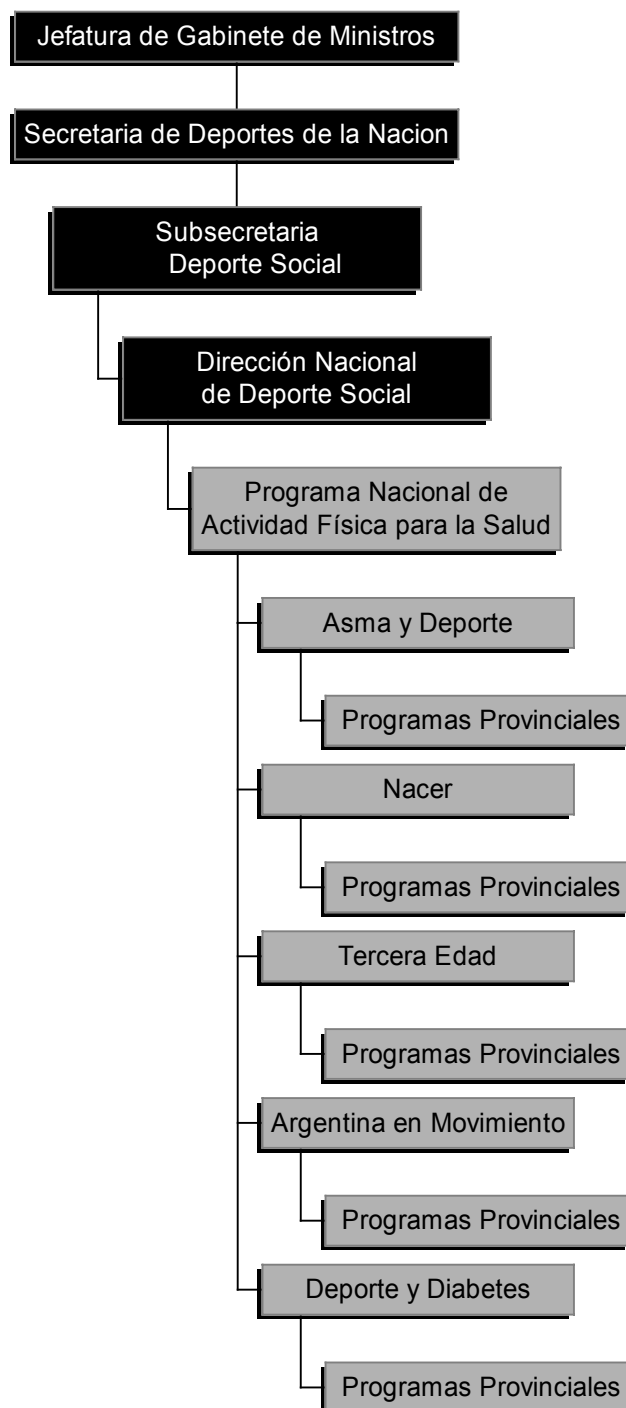 Jefatura de Gabinete de Ministros
Secretaria de Deportes de la Nacion
Subsecretaria
Deporte Social
Dirección Nacional
de Deporte Social
Programa Nacional de
Actividad Física para la Salud
Asma y Deporte
Programas Provinciales
Nacer
Programas Provinciales
Tercera Edad
Programas Provinciales
Argentina en Movimiento
Programas Provinciales
Deporte y Diabetes
Programas Provinciales